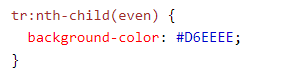 tr:nth-child(even) {
  background-color: #D6EEEE;
}